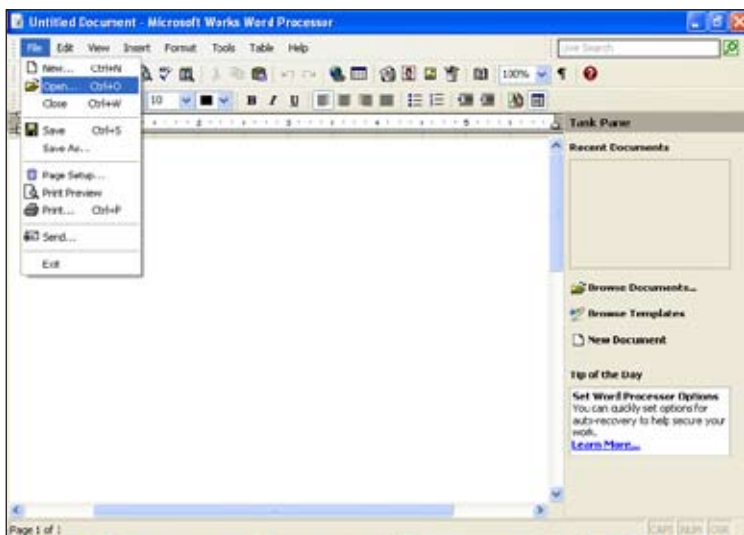 Untitled Document - Microsoft Works Word Processor
File Edit View Insert Format Tools Table Help
Live Search
New... Ctrl+N
100%
Open... Ctrl+O
10
B I U
Close Ctrl+W
2 3 4 5
Task Pane
Save Ctrl+S
Save As...
Recent Documents
Page Setup...
Print Preview
Print... Ctrl+P
Send...
Exit
Browse Documents...
Browse Templates
New Document
Tip of the Day
Set Word Processor Options
You can quickly set options for
auto-recovery to help secure your
work.
Learn More...
Page 1 of 1
CAPS NUM OVR